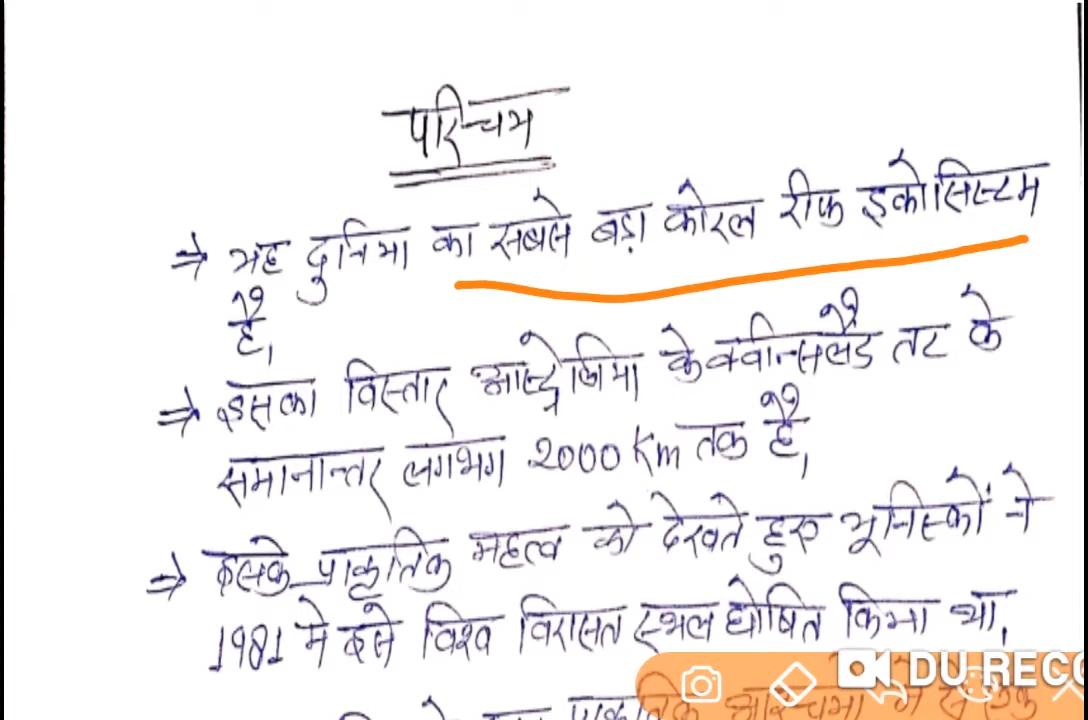 परिचय
⇒ यह दुनिया का सबसे बड़ा कोरल रीफ इकोसिस्टम
है,
⇒ इसका विस्तार आस्ट्रेलिया के क्वीन्सलैंड तट के
समानान्तर लगभग 2000 Km तक है,
⇒ इसके प्राकृतिक महत्व को देखते हुए यूनिस्कों ने
1981 मे इसे विश्व विरासत स्थल घोषित किया था,
DU RECO